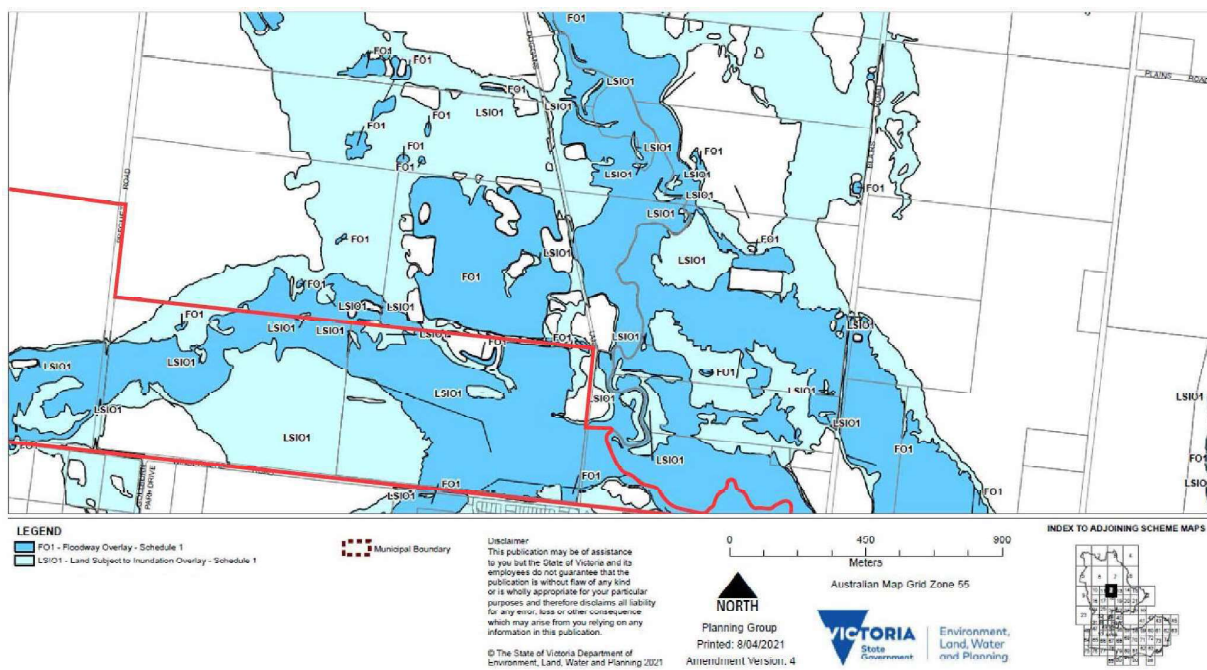 FO1
FO1
FO1
FO1
LSIO1
FO1
LSIO1
LSIO1
LSIO1
PLAINS ROAD
FO1
FO1
FO1
LSIO1
LSIO1
FO1
LSIO1
LSIO1
FO1
LSIO1
FO1
LSIO1
ROAD
FO1
FO1
LSIO1
LSIO1
FO1
FO1
LSIO1
LSIO1
FO1
LSIO1
LSIO1
LSIO1
LSIO1
FO1
FO1
LSIO1
LSIO1
FO1
LSIO1
LSIO1
LSIO1
LSIO1
LSIO1
LSIO1
LSIO1
LSIO1
FO1
FO1
FO1
FO1
LSIO1
FO1
LSIO1
PARK DRIVE
LEGEND
FO1 - Floodway Overlay - Schedule 1
LSIO1 - Land Subject to Inundation Overlay - Schedule 1
Municipal Boundary
Disclaimer
This publication may be of assistance
to you but the State of Victoria and its
employees do not guarantee that the
publication is without flaw of any kind
or is wholly appropriate for your particular
purposes and therefore disclaims all liability
for any error, loss or other consequence
which may arise from you relying on any
information in this publication.
© The State of Victoria Department of
Environment, Land, Water and Planning 2021
0 450 900
Meters
Australian Map Grid Zone 55
NORTH
Planning Group
Printed: 8/04/2021
Amendment Version: 4
VICTORIA
State
Government
Environment,
Land, Water
and Planning
INDEX TO ADJOINING SCHEME MAPS